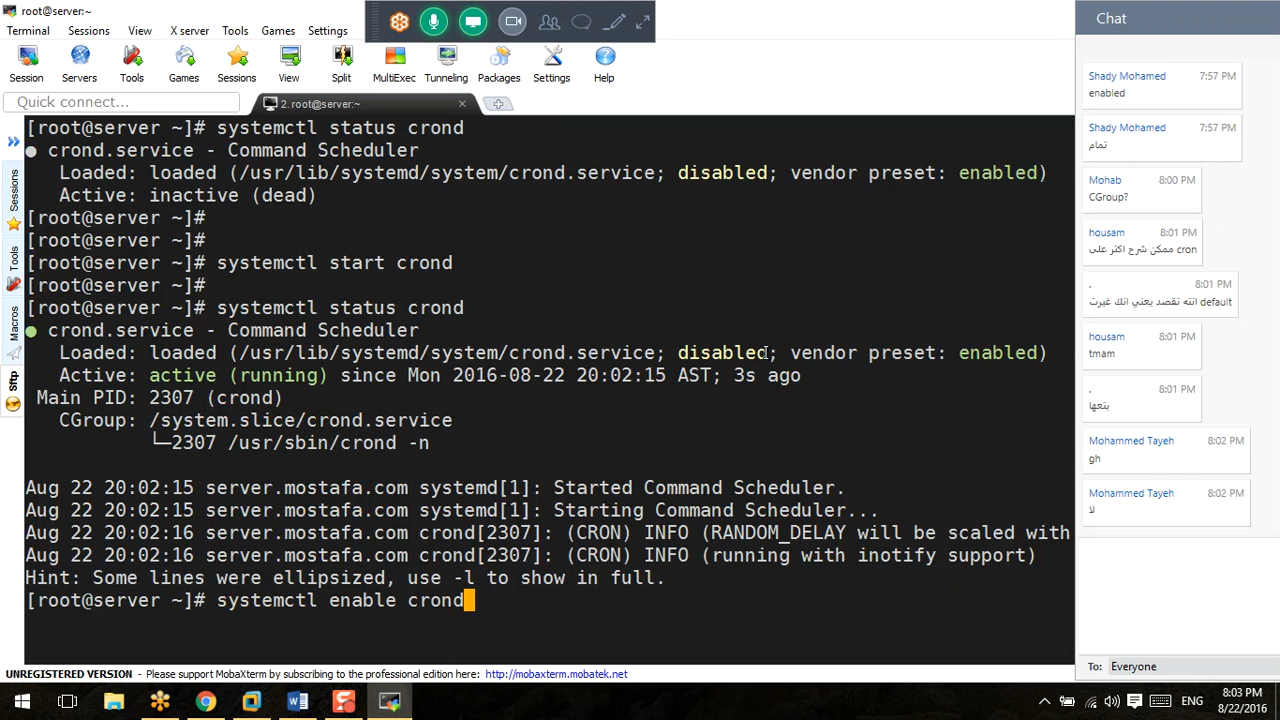 root@server:~
Terminal Sessions View X server Tools Games Settings
Session Servers Tools Games Sessions View Split MultiExec Tunneling Packages Settings Help
Quick connect...
2. root@server:~
[root@server ~]# systemctl status crond
● crond.service - Command Scheduler
Loaded: loaded (/usr/lib/systemd/system/crond.service; disabled; vendor preset: enabled)
Active: inactive (dead)
[root@server ~]#
[root@server ~]#
[root@server ~]# systemctl start crond
[root@server ~]#
[root@server ~]# systemctl status crond
● crond.service - Command Scheduler
Loaded: loaded (/usr/lib/systemd/system/crond.service; disabled; vendor preset: enabled)
Active: active (running) since Mon 2016-08-22 20:02:15 AST; 3s ago
Main PID: 2307 (crond)
CGroup: /system.slice/crond.service
└─2307 /usr/sbin/crond -n
Aug 22 20:02:15 server.mostafa.com systemd[1]: Started Command Scheduler.
Aug 22 20:02:15 server.mostafa.com systemd[1]: Starting Command Scheduler...
Aug 22 20:02:16 server.mostafa.com crond[2307]: (CRON) INFO (RANDOM_DELAY will be scaled with
Aug 22 20:02:16 server.mostafa.com crond[2307]: (CRON) INFO (running with inotify support)
Hint: Some lines were ellipsized, use -l to show in full.
[root@server ~]# systemctl enable crond
Sessions
Tools
Macros
Sftp
UNREGISTERED VERSION - Please support MobaXterm by subscribing to the professional edition here: http://mobaxterm.mobatek.net
Chat
Shady Mohamed 7:57 PM
enabled
Shady Mohamed 7:57 PM
تمام
Mohab 8:00 PM
CGroup?
housam 8:01 PM
ممكن شرح اكتر على cron
. 8:01 PM
انته تقصد يعني انك غيرت default
housam 8:01 PM
tmam
. 8:01 PM
بتعها
Mohammed Tayeh 8:02 PM
gh
Mohammed Tayeh 8:02 PM
لا
To: Everyone
ENG
8:03 PM
8/22/2016